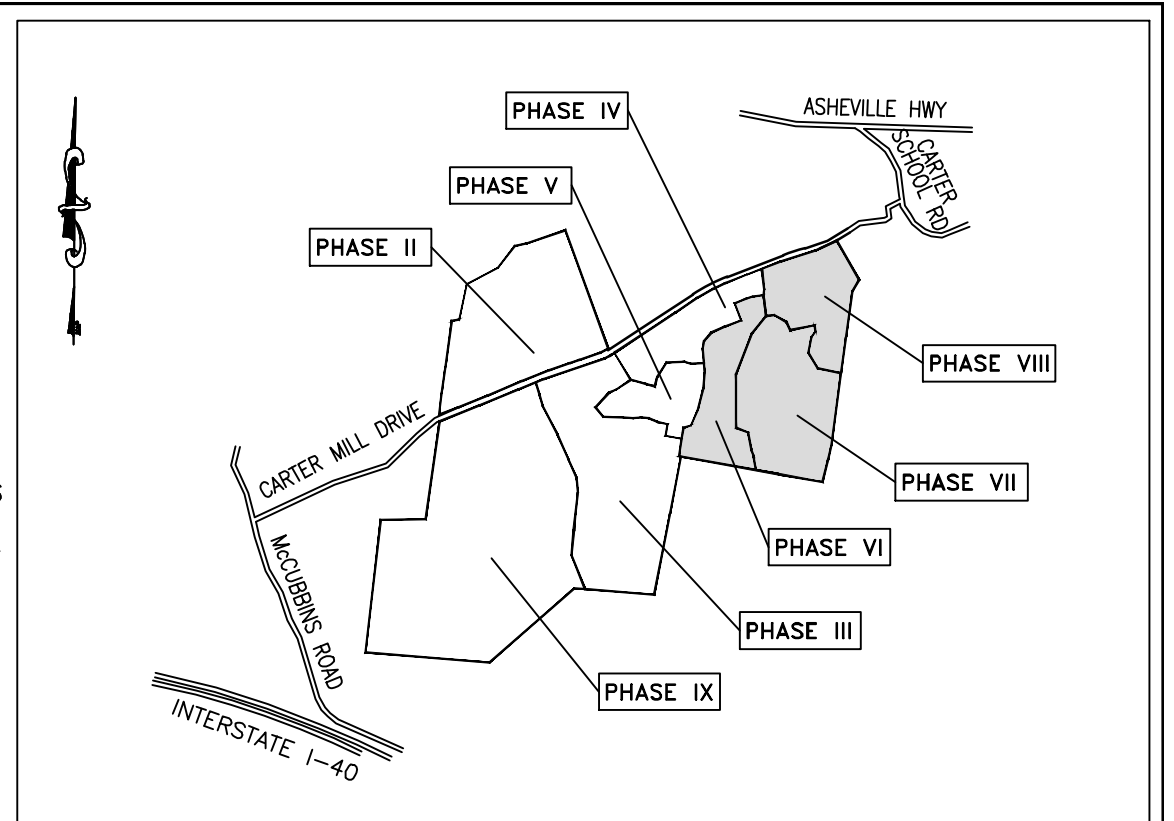 ASHEVILLE HWY
PHASE IV
CARTER
SCHOOL RD
PHASE V
PHASE II
PHASE VIII
CARTER MILL DRIVE
PHASE VII
S
PHASE VI
McCUBBINS ROAD
PHASE III
PHASE IX
INTERSTATE I-40